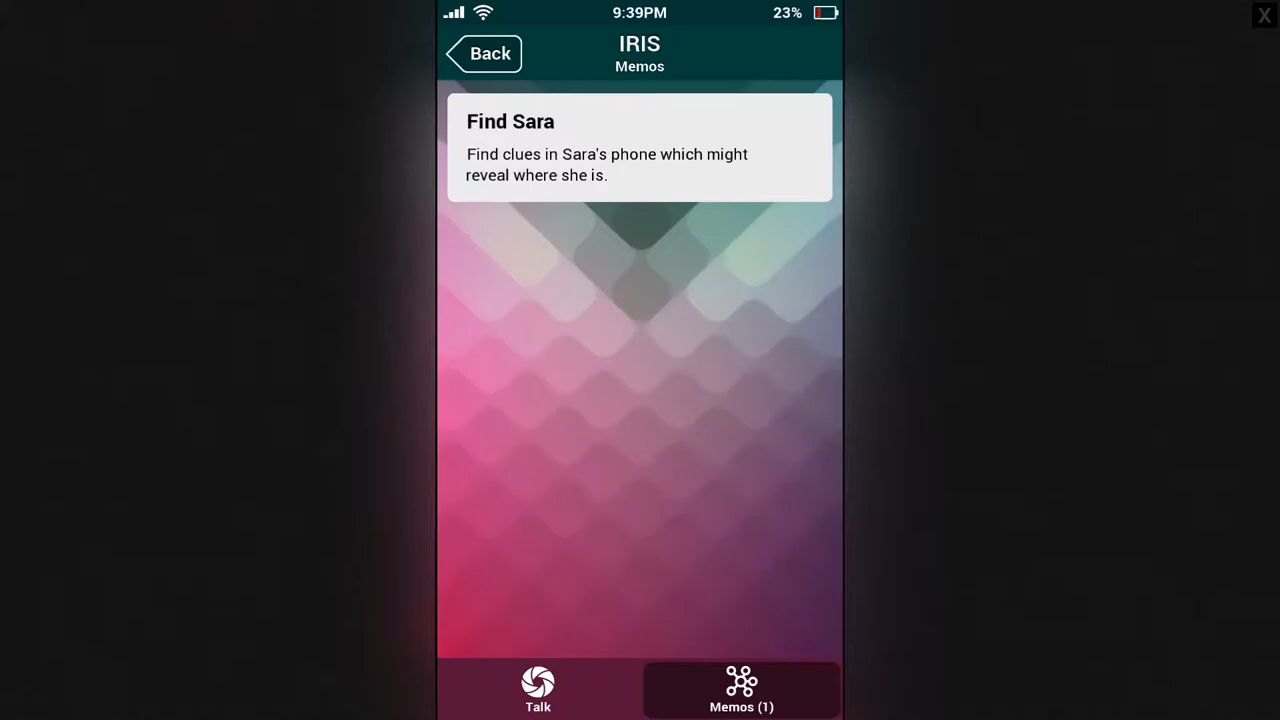 9:39PM
23%
X
Back
IRIS
Memos
Find Sara
Find clues in Sara's phone which might
reveal where she is.
Talk
Memos (1)